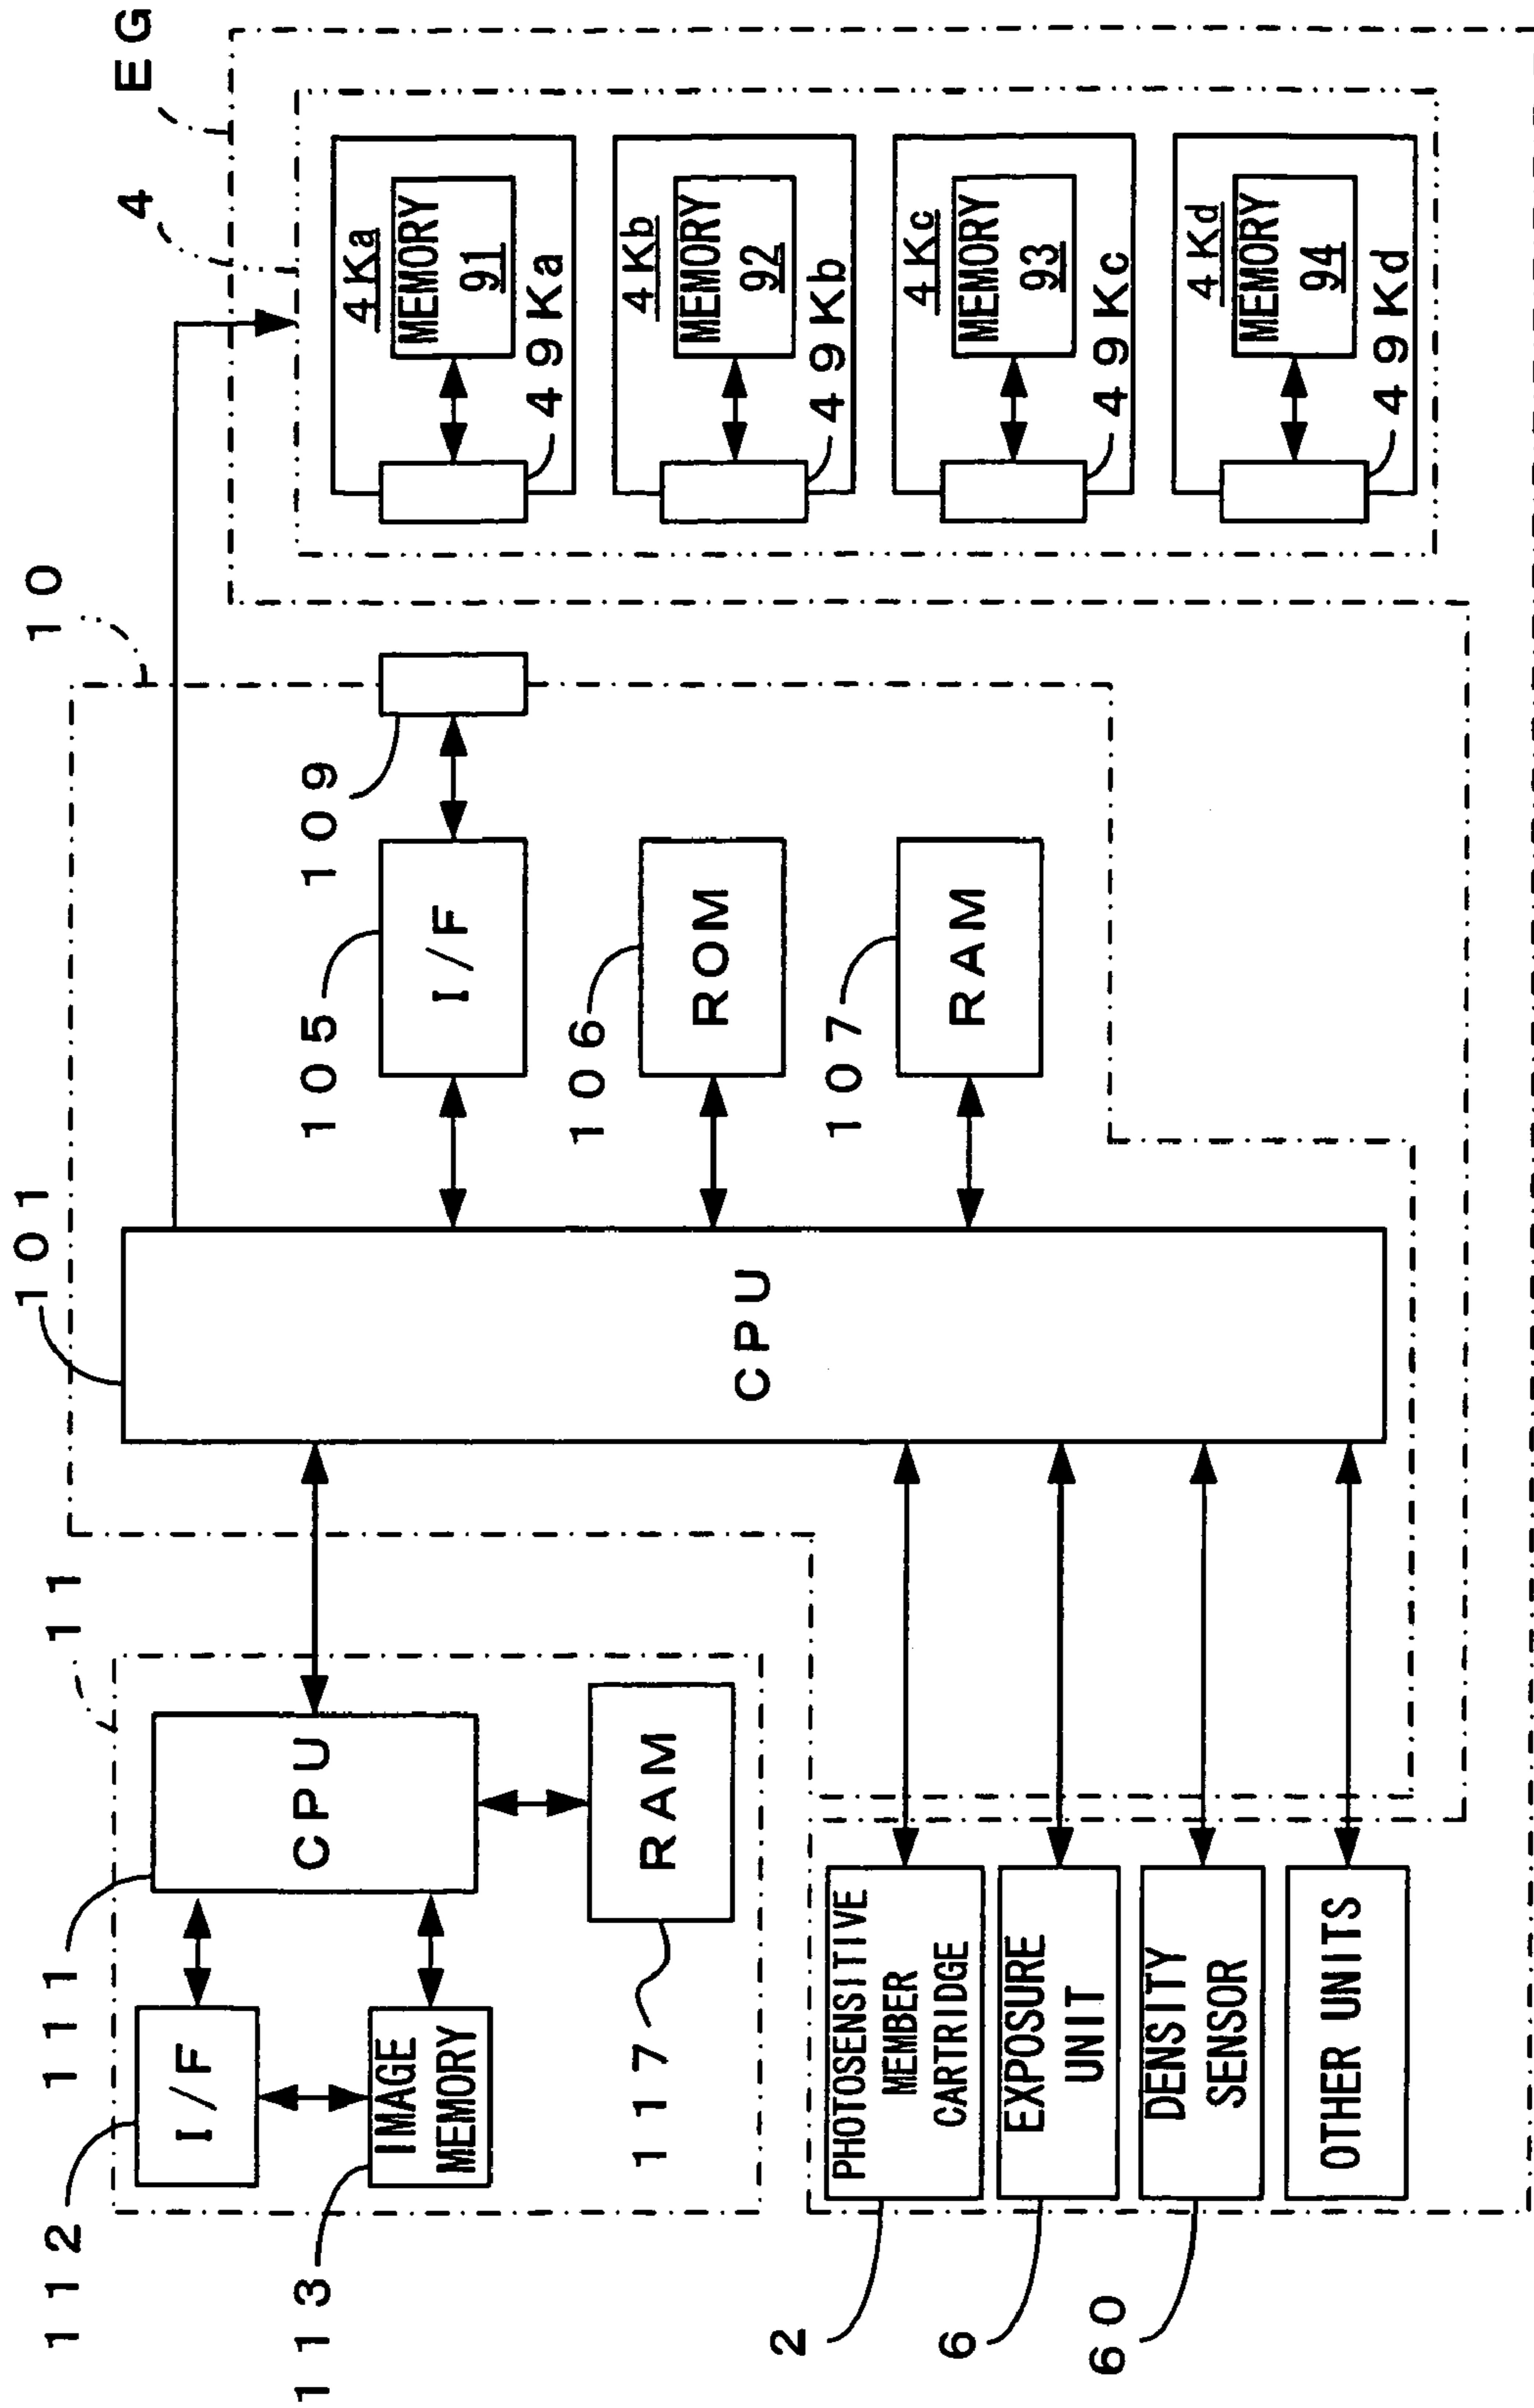 112
I/F
113
IMAGE
MEMORY
111
CPU
117
RAM
11
2
PHOTOSENSITIVE
MEMBER
CARTRIDGE
6
EXPOSURE
UNIT
60
DENSITY
SENSOR
OTHER UNITS
101
CPU
105
I/F
109
106
ROM
107
RAM
10
4
EG
4Ka
MEMORY
91
49Ka
4Kb
MEMORY
92
49Kb
4Kc
MEMORY
93
49Kc
4Kd
MEMORY
94
49Kd